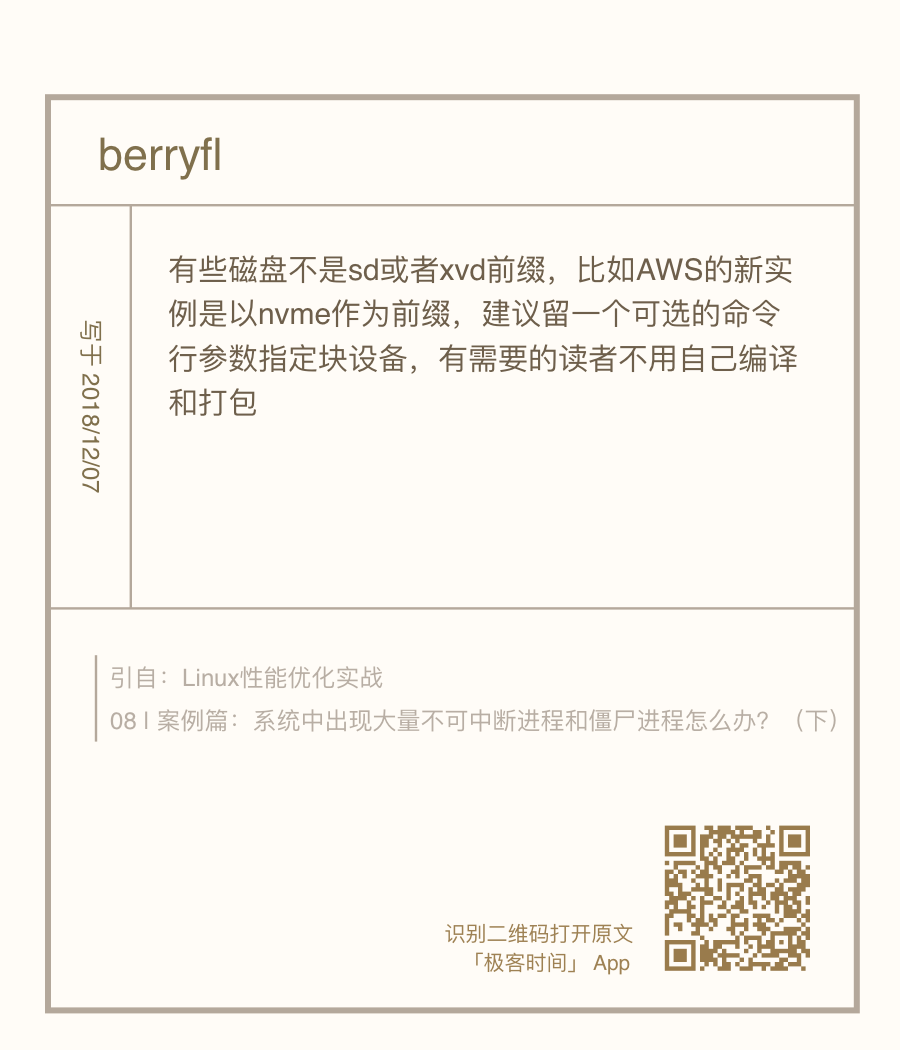 berryfl
写于 2018/12/07
有些磁盘不是sd或者xvd前缀，比如AWS的新实
例是以nvme作为前缀，建议留一个可选的命令
行参数指定块设备，有需要的读者不用自己编译
和打包
引自：Linux性能优化实战
08 | 案例篇：系统中出现大量不可中断进程和僵尸进程怎么办？（下）
识别二维码打开原文
「极客时间」 App